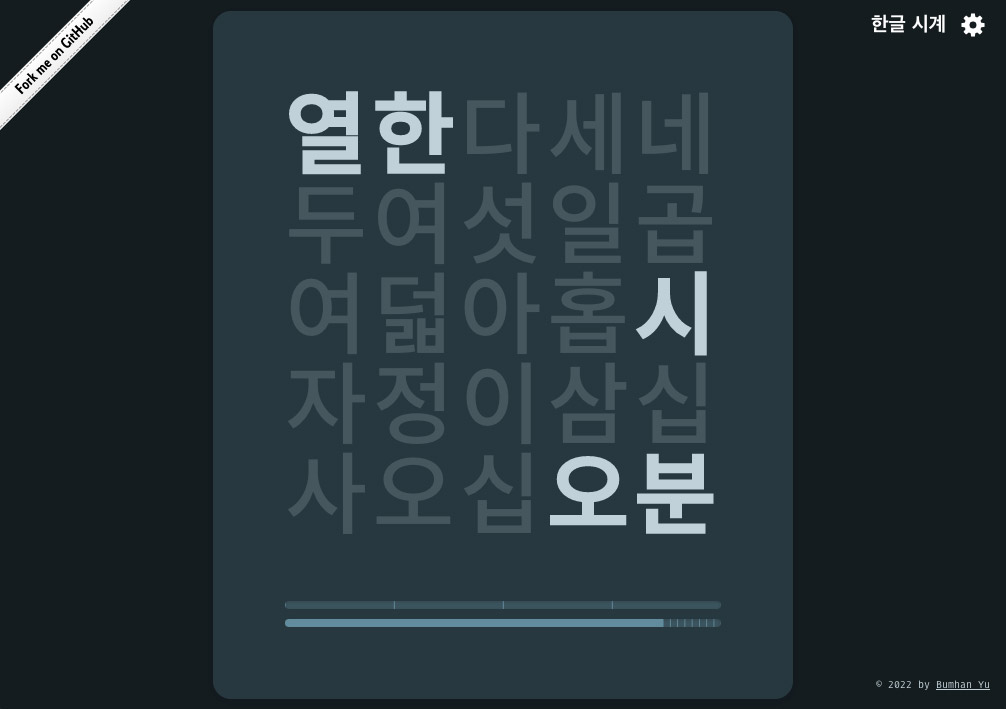 Fork me on GitHub
한글 시계
열한다세네
두여섯일곱
여덟아홉시
자정이삼십
사오십오분
© 2022 by Bumhan Yu